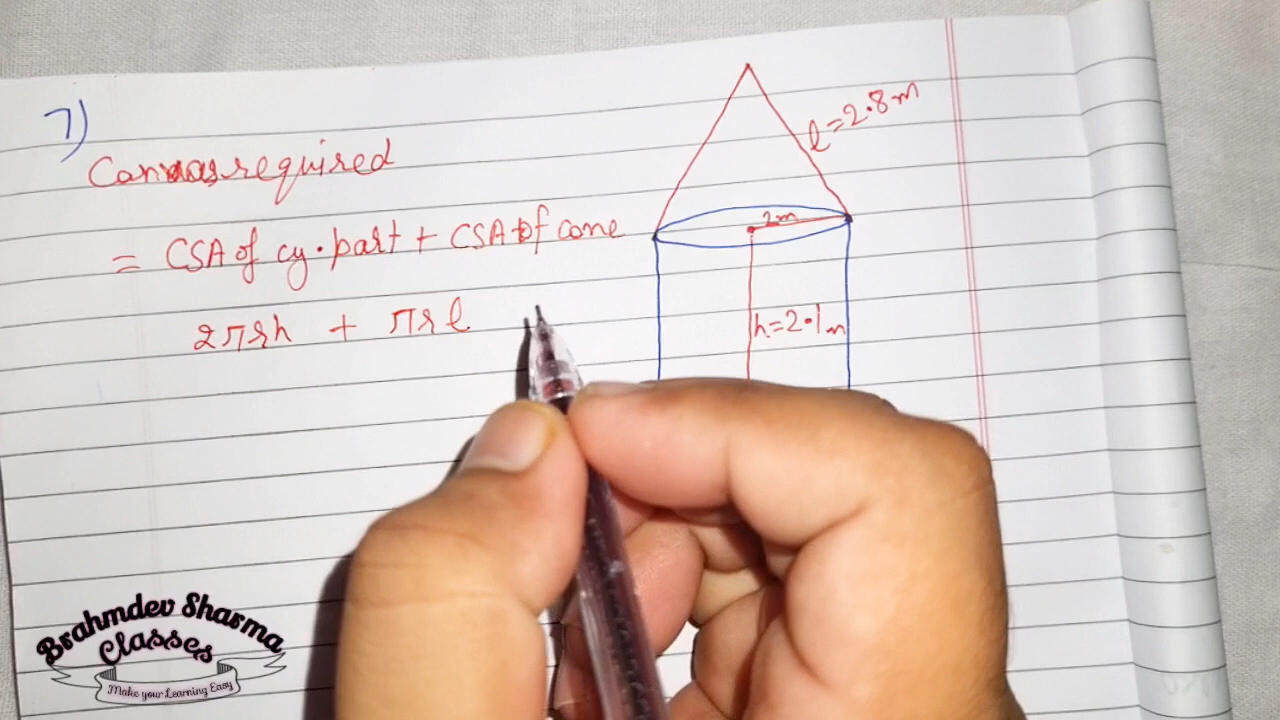 7)
Canvas required
= CSA of cy. part + CSA of cone
2πrh + πrl
l = 2.8m
2m
h = 2.1m
Brahmdev Sharma
Classes
Make your Learning Easy